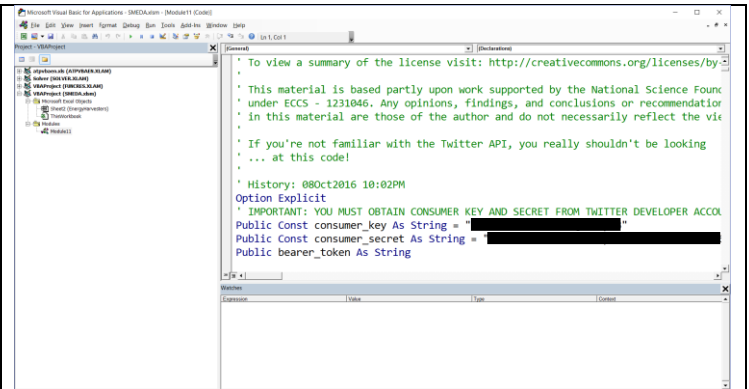 Microsoft Visual Basic for Applications - SMEDA.xlsm - [Module11 (Code)]
File Edit View Insert Format Debug Run Tools Add-Ins Window Help
Ln 1, Col 1
Project - VBAProject
(General)
(Declarations)
atpvbaen.xls (ATPVBAEN.XLAM)
Solver (SOLVER.XLAM)
VBAProject (FUNCRES.XLAM)
VBAProject (SMEDA.xlsm)
Microsoft Excel Objects
Sheet2 (EnergyHarvesters)
ThisWorkbook
Modules
Module11
' To view a summary of the license visit: http://creativecommons.org/licenses/by-
'
' This material is based partly upon work supported by the National Science Found
' under ECCS - 1231046. Any opinions, findings, and conclusions or recommendation
' in this material are those of the author and do not necessarily reflect the vie
'
' If you're not familiar with the Twitter API, you really shouldn't be looking
' ... at this code!
'
' History: 08Oct2016 10:02PM
Option Explicit
' IMPORTANT: YOU MUST OBTAIN CONSUMER KEY AND SECRET FROM TWITTER DEVELOPER ACCOU
Public Const consumer_key As String = " "
Public Const consumer_secret As String = "
Public bearer_token As String
Watches
Expression Value Type Context